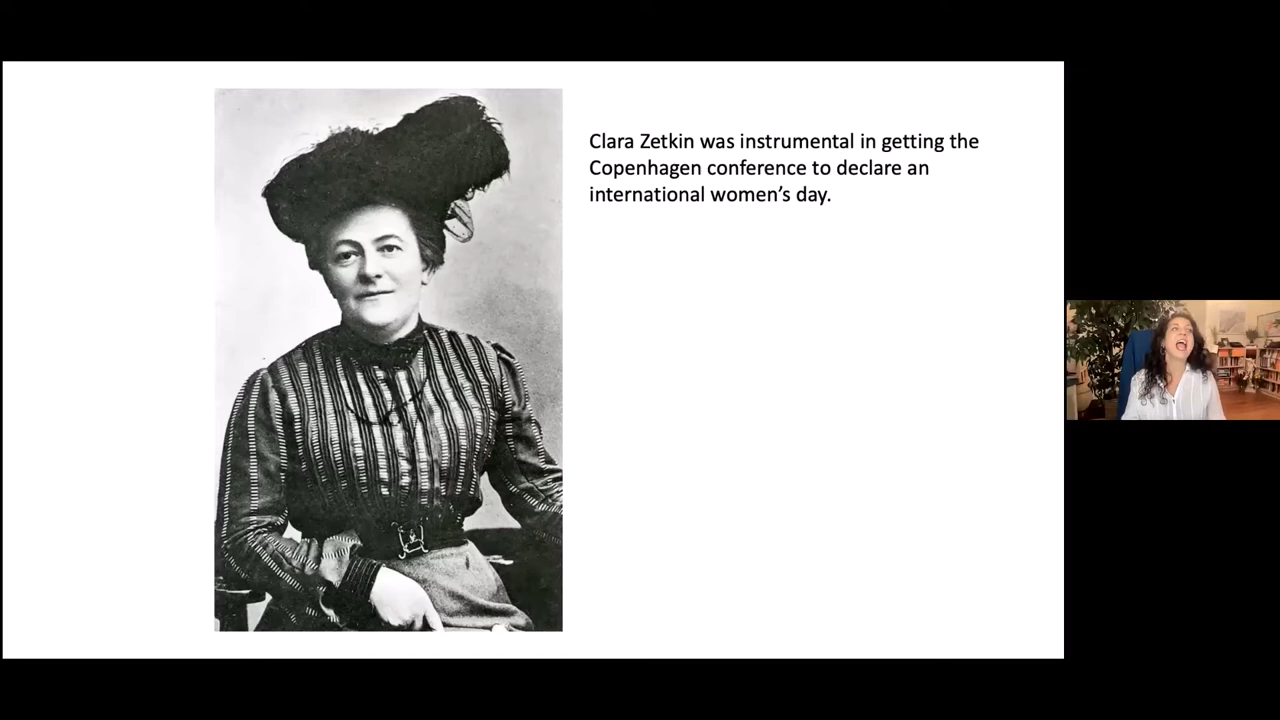 Clara Zetkin was instrumental in getting the
Copenhagen conference to declare an
international women’s day.